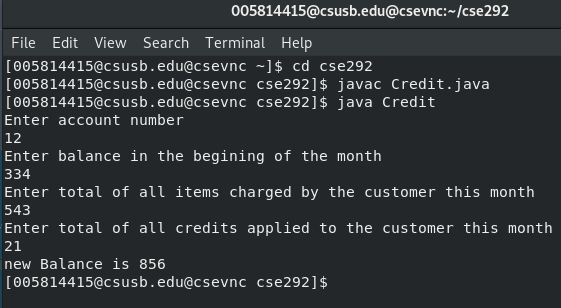 005814415@csusb.edu@csevnc:~/cse292
File Edit View Search Terminal Help
[005814415@csusb.edu@csevnc ~]$ cd cse292
[005814415@csusb.edu@csevnc cse292]$ javac Credit.java
[005814415@csusb.edu@csevnc cse292]$ java Credit
Enter account number
12
Enter balance in the begining of the month
334
Enter total of all items charged by the customer this month
543
Enter total of all credits applied to the customer this month
21
new Balance is 856
[005814415@csusb.edu@csevnc cse292]$